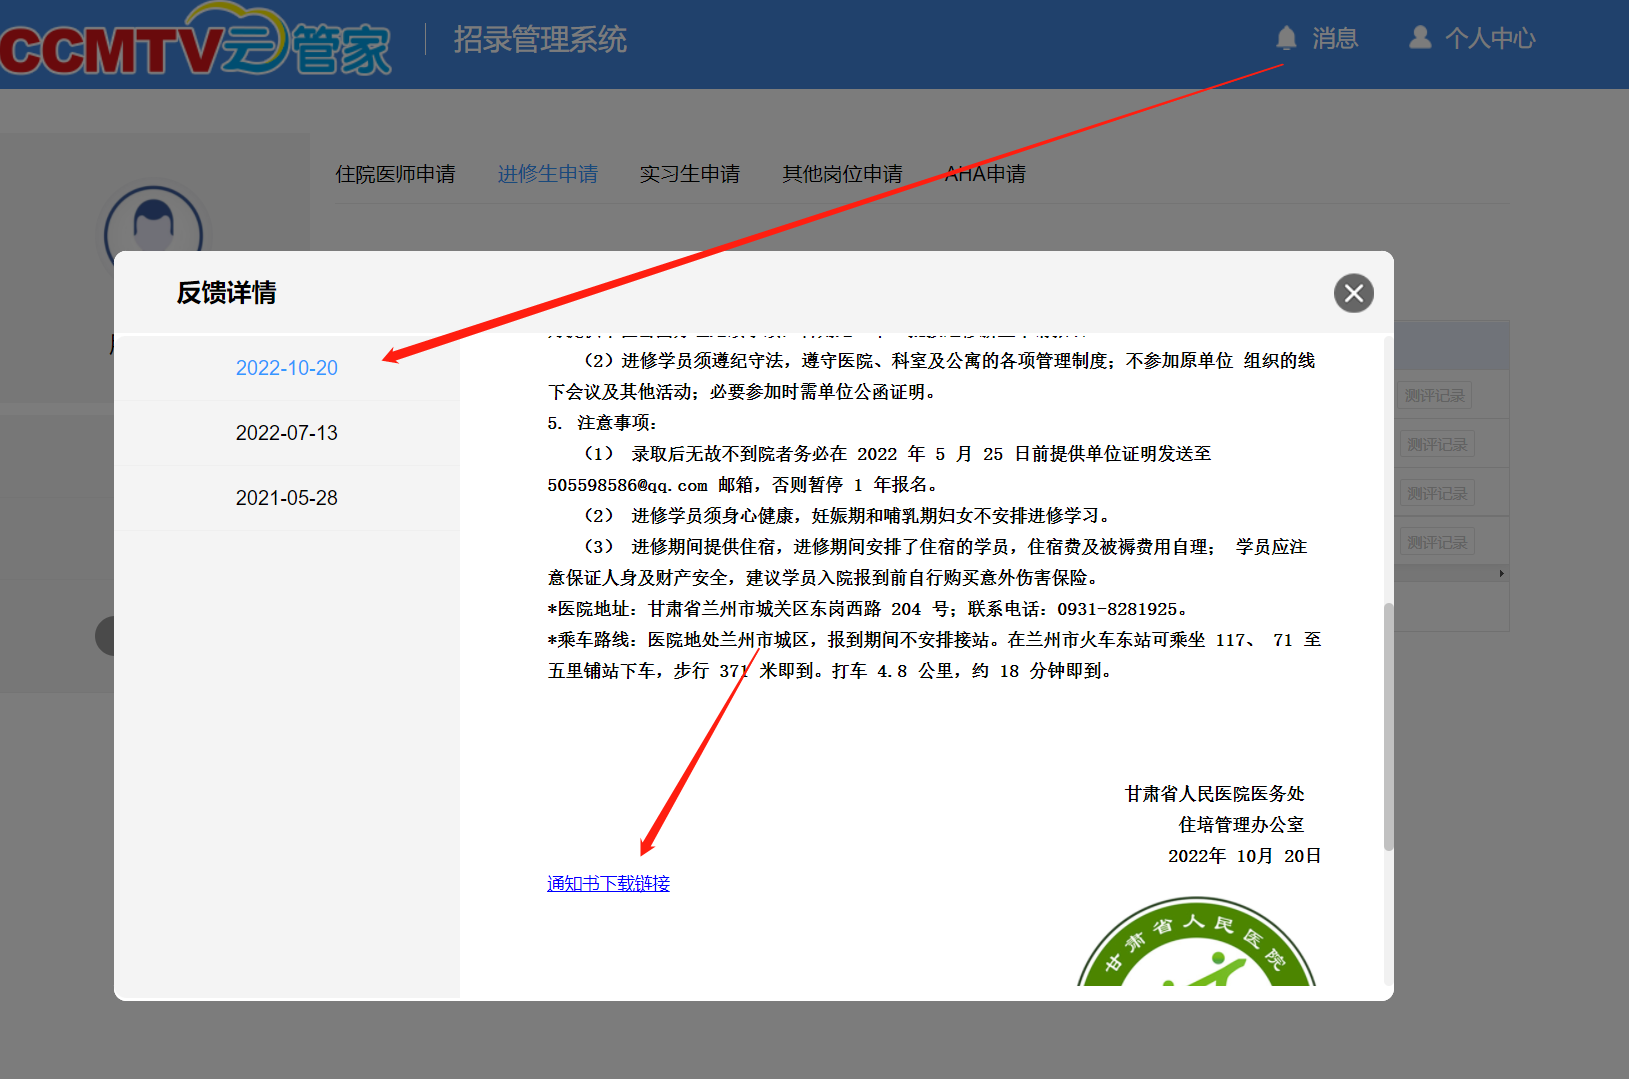 CCMTV云管家
招录管理系统
消息
个人中心
住院医师申请
进修生申请
实习生申请
其他岗位申请
AHA申请
反馈详情
2022-10-20
2022-07-13
2021-05-28
（2）进修学员须遵纪守法，遵守医院、科室及公寓的各项管理制度；不参加原单位 组织的线
下会议及其他活动；必要参加时需单位公函证明。
5. 注意事项：
（1） 录取后无故不到院者务必在 2022 年 5 月 25 日前提供单位证明发送至
505598586@qq.com 邮箱，否则暂停 1 年报名。
（2） 进修学员须身心健康，妊娠期和哺乳期妇女不安排进修学习。
（3） 进修期间提供住宿，进修期间安排了住宿的学员，住宿费及被褥费用自理； 学员应注
意保证人身及财产安全，建议学员入院报到前自行购买意外伤害保险。
*医院地址：甘肃省兰州市城关区东岗西路 204 号；联系电话：0931-8281925。
*乘车路线：医院地处兰州市城区，报到期间不安排接站。在兰州市火车东站可乘坐 117、 71 至
五里铺站下车，步行 371 米即到。打车 4.8 公里，约 18 分钟即到。
甘肃省人民医院医务处
住培管理办公室
2022年 10月 20日
通知书下载链接
甘肃省人民医院
测评记录
测评记录
测评记录
测评记录